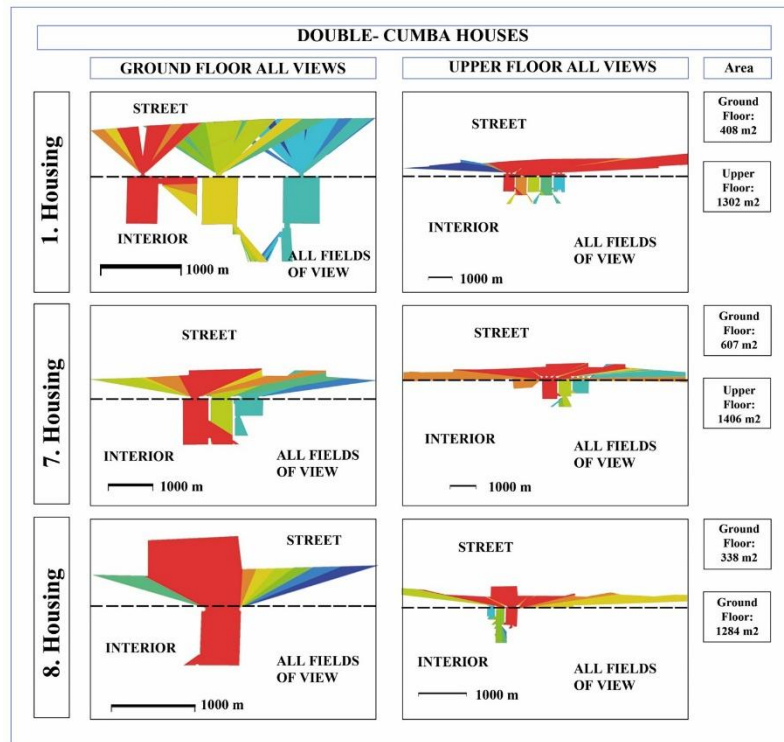 DOUBLE- CUMBA HOUSES
GROUND FLOOR ALL VIEWS
UPPER FLOOR ALL VIEWS
Area
1. Housing
STREET
INTERIOR
ALL FIELDS
OF VIEW
1000 m
STREET
INTERIOR
ALL FIELDS
OF VIEW
1000 m
Ground
Floor:
408 m2
Upper
Floor:
1302 m2
7. Housing
STREET
INTERIOR
ALL FIELDS
OF VIEW
1000 m
STREET
INTERIOR
ALL FIELDS
OF VIEW
1000 m
Ground
Floor:
607 m2
Upper
Floor:
1406 m2
8. Housing
STREET
INTERIOR
ALL FIELDS
OF VIEW
1000 m
STREET
INTERIOR
ALL FIELDS
OF VIEW
1000 m
Ground
Floor:
338 m2
Ground
Floor:
1284 m2